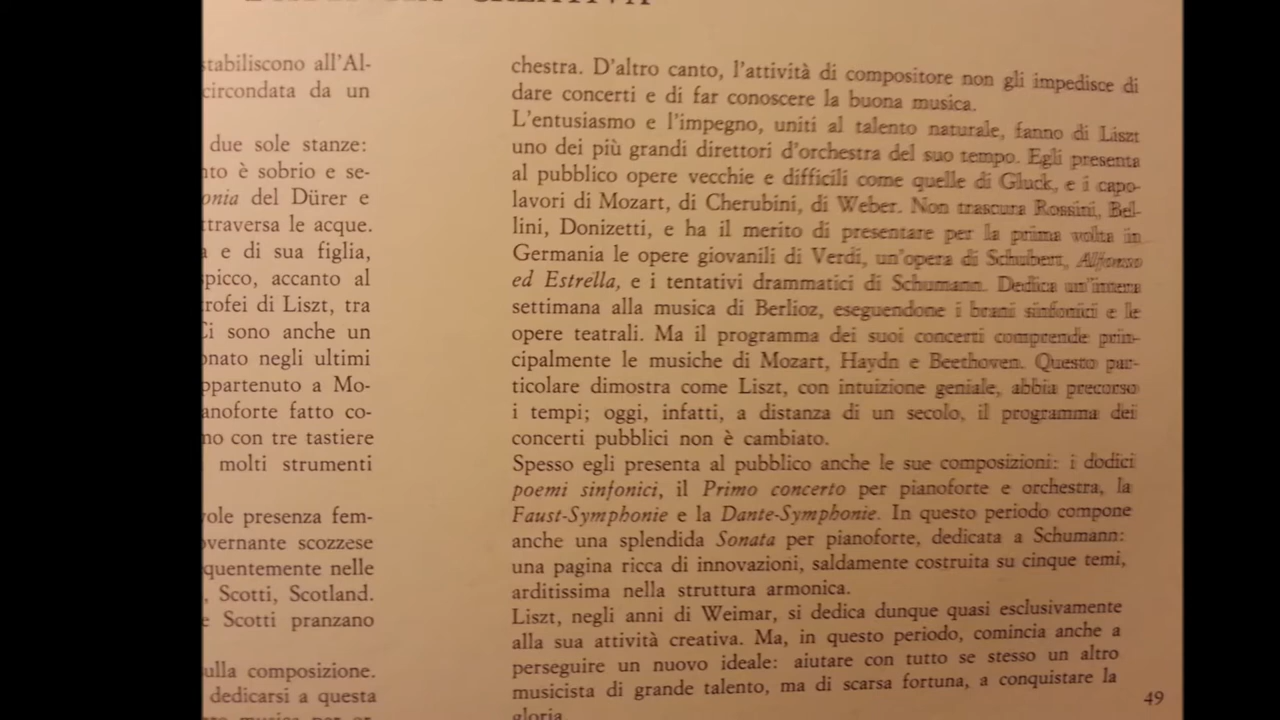 CREATIVA
stabiliscono all'Al-
circondata da un
due sole stanze:
è sobrio e se-
del Dürer e
ttraversa le acque.
e di sua figlia,
spicco, accanto al
rofei di Liszt, tra
Ci sono anche un
onato negli ultimi
ppartenuto a Mo-
anoforte fatto co-
no con tre tastiere
molti strumenti
vole presenza fem-
overnante scozzese
quentemente nelle
, Scotti, Scotland.
e Scotti pranzano
ulla composizione.
dedicarsi a questa
chestra. D'altro canto, l'attività di compositore non gli impedisce di
dare concerti e di far conoscere la buona musica.
L'entusiasmo e l'impegno, uniti al talento naturale, fanno di Liszt
uno dei più grandi direttori d'orchestra del suo tempo. Egli presenta
al pubblico opere vecchie e difficili come quelle di Gluck, e i capo-
lavori di Mozart, di Cherubini, di Weber. Non trascura Rossini, Bel-
lini, Donizetti, e ha il merito di presentare per la prima volta in
Germania le opere giovanili di Verdi, un'opera di Schubert, Alfonso
ed Estrella, e i tentativi drammatici di Schumann. Dedica un'intera
settimana alla musica di Berlioz, eseguendone i brani sinfonici e le
opere teatrali. Ma il programma dei suoi concerti comprende prin-
cipalmente le musiche di Mozart, Haydn e Beethoven. Questo par-
ticolare dimostra come Liszt, con intuizione geniale, abbia precorso
i tempi; oggi, infatti, a distanza di un secolo, il programma dei
concerti pubblici non è cambiato.
Spesso egli presenta al pubblico anche le sue composizioni: i dodici
poemi sinfonici, il Primo concerto per pianoforte e orchestra, la
Faust-Symphonie e la Dante-Symphonie. In questo periodo compone
anche una splendida Sonata per pianoforte, dedicata a Schumann:
una pagina ricca di innovazioni, saldamente costruita su cinque temi,
arditissima nella struttura armonica.
Liszt, negli anni di Weimar, si dedica dunque quasi esclusivamente
alla sua attività creativa. Ma, in questo periodo, comincia anche a
perseguire un nuovo ideale: aiutare con tutto se stesso un altro
musicista di grande talento, ma di scarsa fortuna, a conquistare la
gloria
49